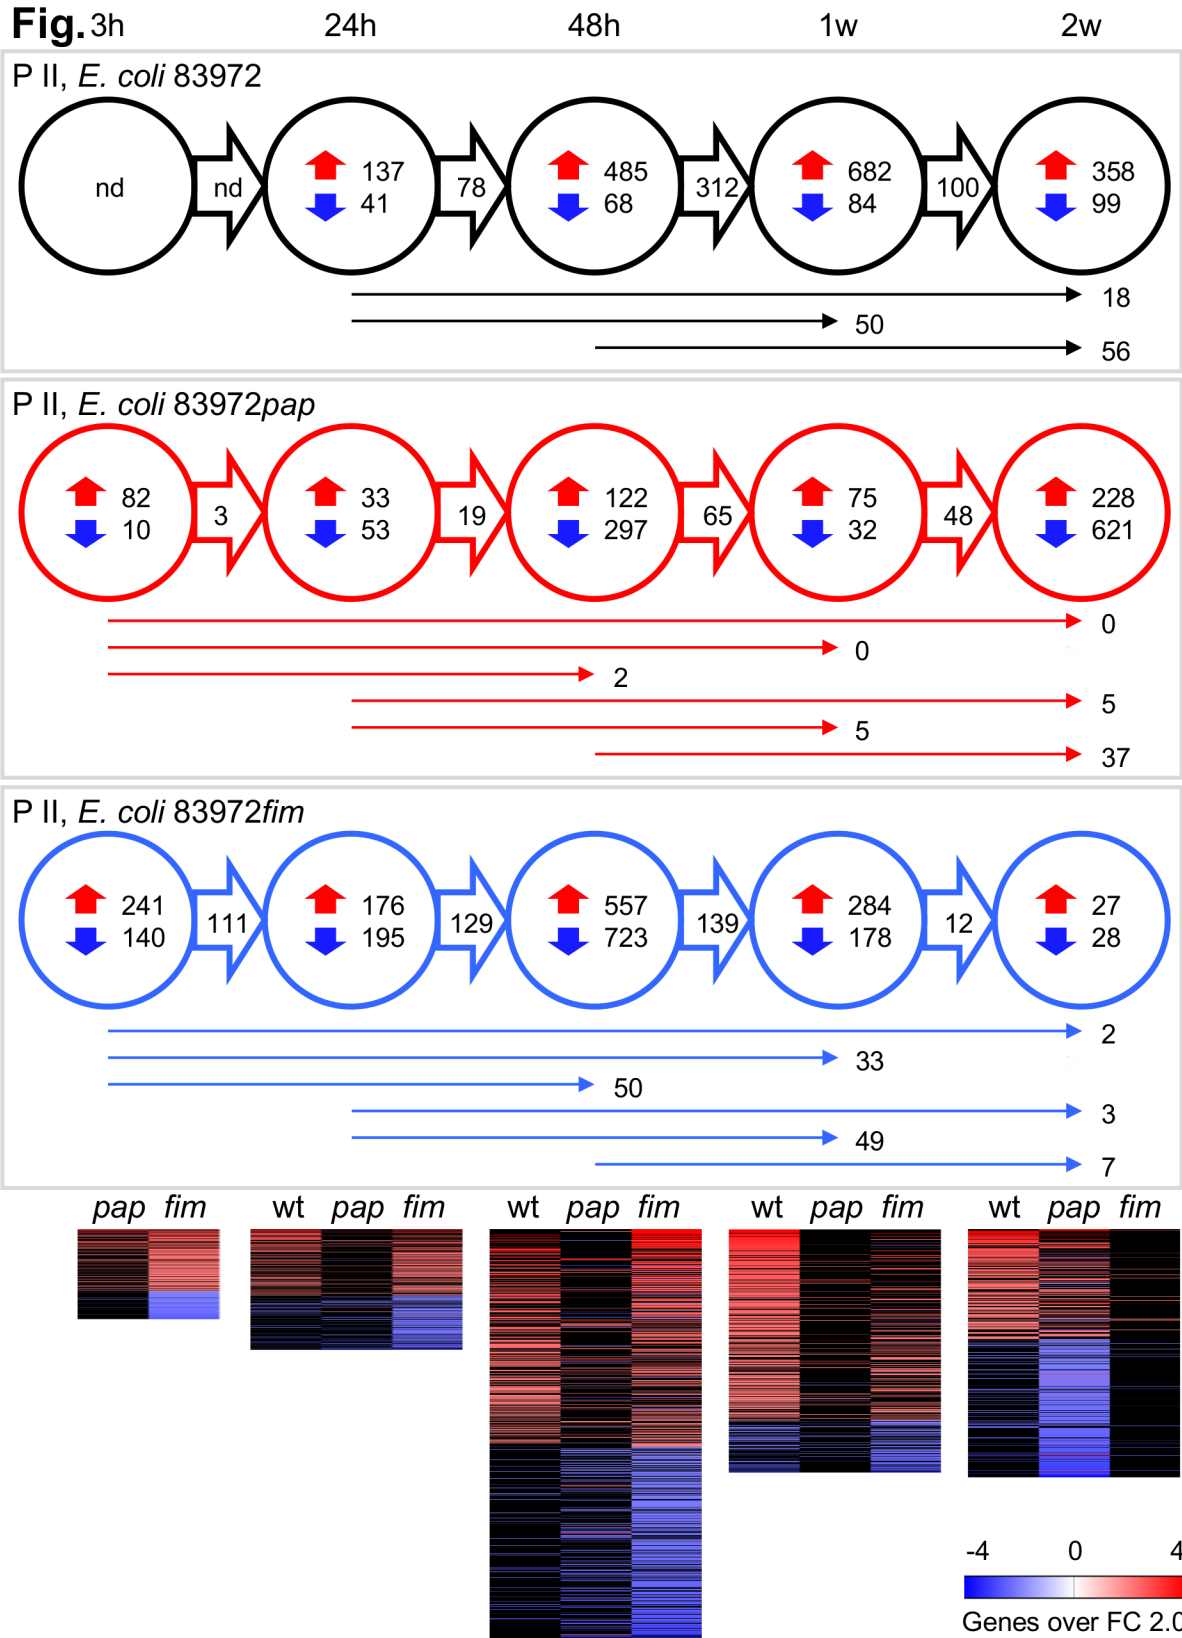 Fig. 3h 24h 48h 1w 2w
P II, E. coli 83972
nd nd 137 78 485 312 682 100 358
41 68 84 99
18
50
56
P II, E. coli 83972pap
82 3 33 19 122 65 75 48 228
10 53 297 32 621
0
0
2
5
5
37
P II, E. coli 83972fim
241 111 176 129 557 139 284 12 27
140 195 723 178 28
2
33
50
3
49
7
pap fim wt pap fim wt pap fim wt pap fim wt pap fim
-4 0 4
Genes over FC 2.0